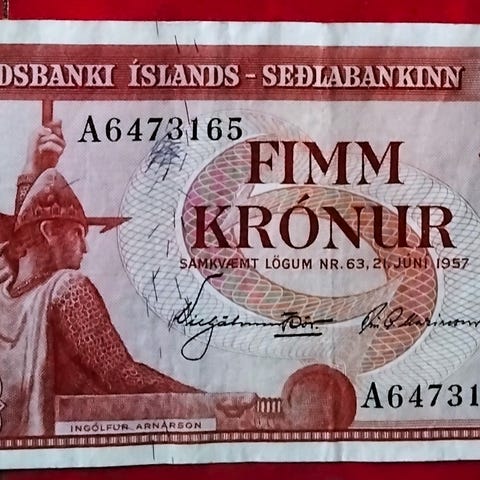 DSBANKI ÍSLANDS - SEÐLABANKINN
A6473165
FIMM
KRÓNUR
SAMKVÆMT LÖGUM NR. 63, 21. JÚNÍ 1957
A64731
INGÓLFUR ARNARSON